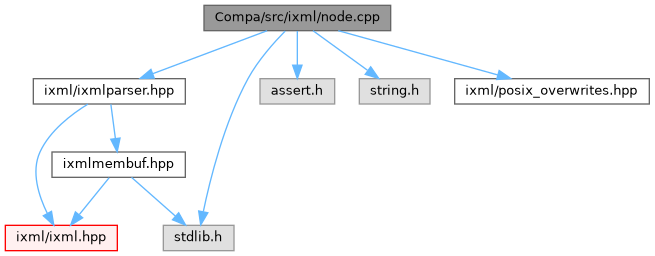 Compa/src/ixml/node.cpp
ixml/ixmlparser.hpp
assert.h
string.h
ixml/posix_overwrites.hpp
ixmlmembuf.hpp
ixml/ixml.hpp
stdlib.h